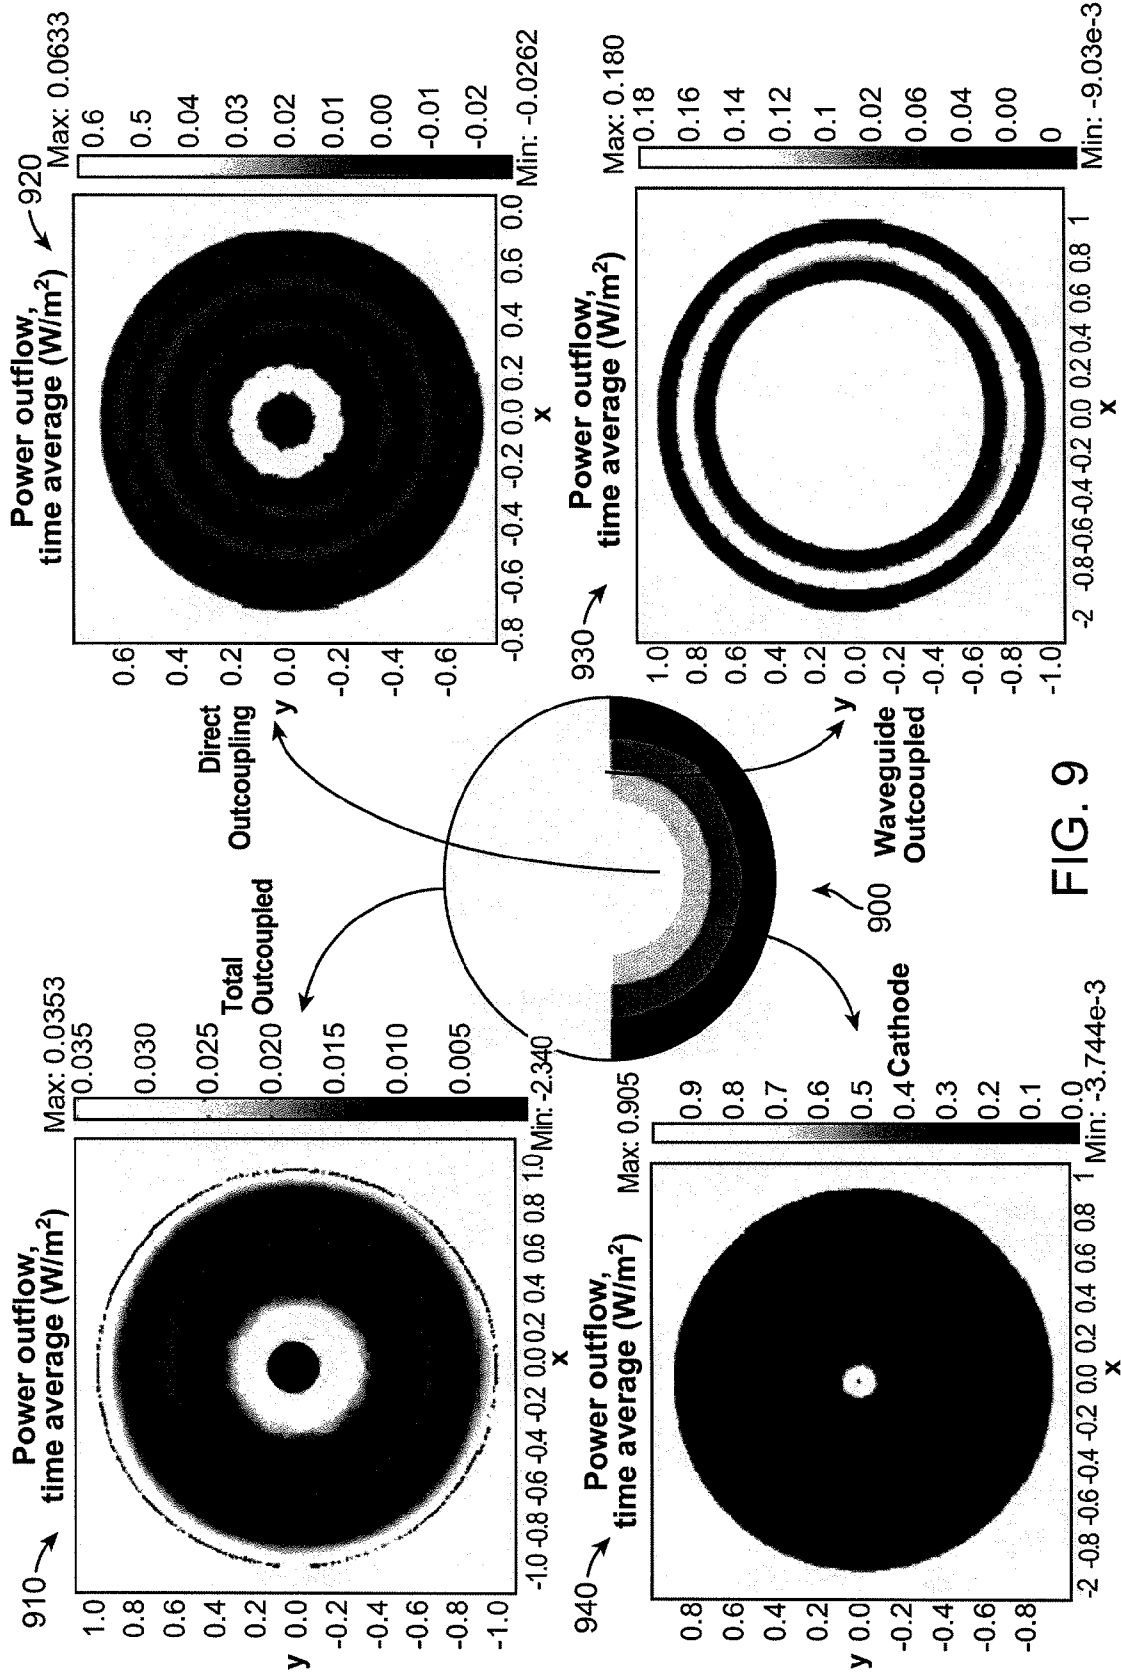 910
Power outflow,
time average (W/m²)
Max: 0.0353
0.035
0.030
0.025
0.020
0.015
0.010
0.005
Min: -2.340
1.0
0.8
0.6
0.4
0.2
0.0
-0.2
-0.4
-0.6
-0.8
-1.0
y
-1.0 -0.8 -0.6 -0.4 -0.2 0.0 0.2 0.4 0.6 0.8 1.0
x
Total
Outcoupled
Direct
Outcoupling
920
Power outflow,
time average (W/m²)
Max: 0.0633
0.6
0.5
0.04
0.03
0.02
0.01
0.00
-0.01
-0.02
Min: -0.0262
0.6
0.4
0.2
0.0
-0.2
-0.4
-0.6
y
-0.8 -0.6 -0.4 -0.2 0.0 0.2 0.4 0.6 0.0
x
940
Power outflow,
time average (W/m²)
Max: 0.905
0.9
0.8
0.7
0.6
0.5
0.4
0.3
0.2
0.1
0.0
Min: -3.744e-3
0.8
0.6
0.4
0.2
0.0
-0.2
-0.4
-0.6
-0.8
y
-2 -0.8 -0.6 -0.4 -0.2 0.0 0.2 0.4 0.6 0.8 1
x
Cathode
900
Waveguide
Outcoupled
930
Power outflow,
time average (W/m²)
Max: 0.180
0.18
0.16
0.14
0.12
0.1
0.02
0.06
0.04
0.00
0
Min: -9.03e-3
1.0
0.8
0.6
0.4
0.2
0.0
-0.2
-0.4
-0.6
-0.8
-1.0
y
-2 -0.8 -0.6 -0.4 -0.2 0.0 0.2 0.4 0.6 0.8 1
x
FIG. 9